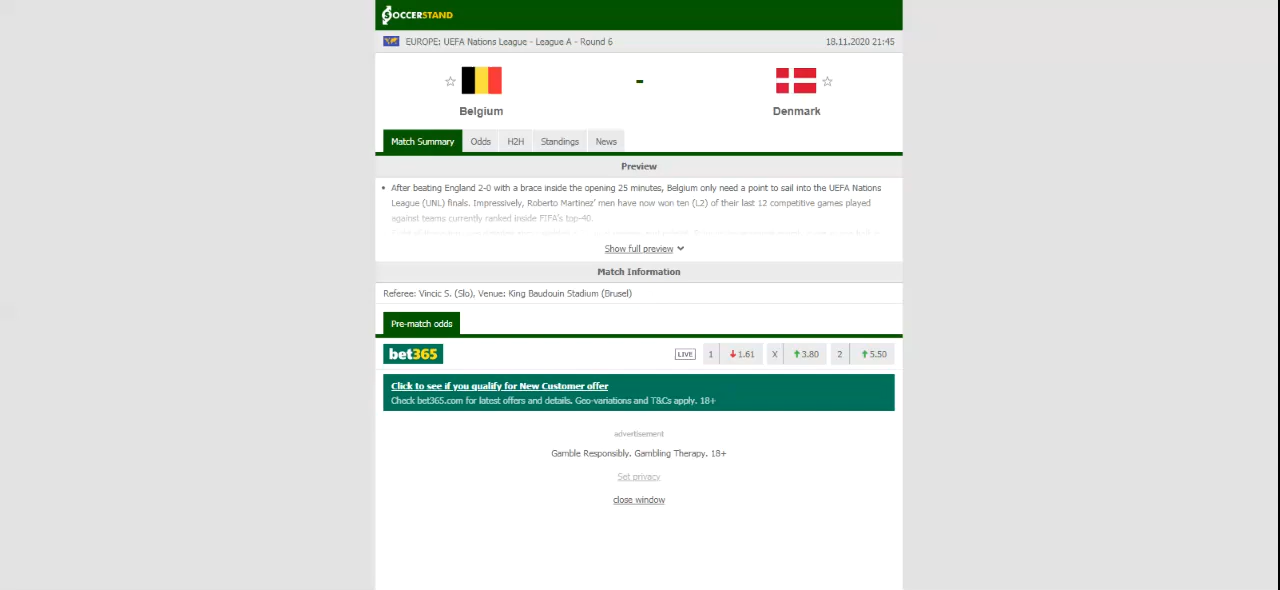 SOCCERSTAND
EUROPE: UEFA Nations League - League A - Round 6 18.11.2020 21:45
-
Belgium Denmark
Match Summary Odds H2H Standings News
Preview
• After beating England 2-0 with a brace inside the opening 25 minutes, Belgium only need a point to sail into the UEFA Nations
League (UNL) finals. Impressively, Roberto Martinez’ men have now won ten (L2) of their last 12 competitive games played
against teams currently ranked inside FIFA's top-40.
Show full preview
Match Information
Referee: Vincic S. (Slo), Venue: King Baudouin Stadium (Brusel)
Pre-match odds
bet365 LIVE 1 1.61 X 3.80 2 5.50
Click to see if you qualify for New Customer offer
Check bet365.com for latest offers and details. Geo-variations and T&Cs apply. 18+
advertisement
Gamble Responsibly. Gambling Therapy. 18+
Set privacy
close window